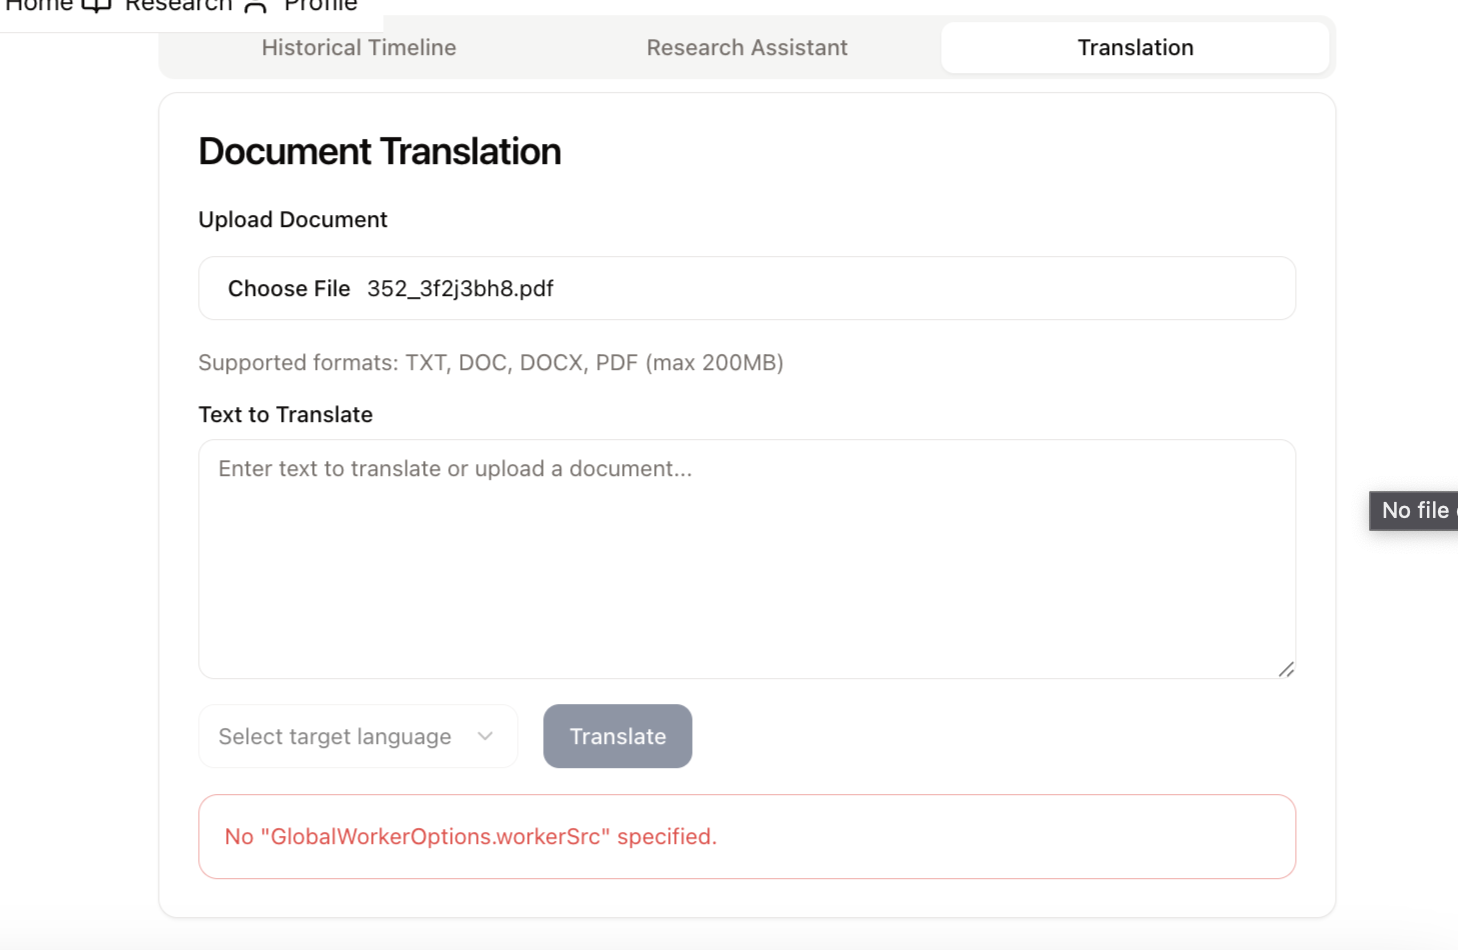 Home Research Profile
Historical Timeline
Research Assistant
Translation
Document Translation
Upload Document
Choose File 352_3f2j3bh8.pdf
Supported formats: TXT, DOC, DOCX, PDF (max 200MB)
Text to Translate
Enter text to translate or upload a document...
No file
Select target language
Translate
No "GlobalWorkerOptions.workerSrc" specified.